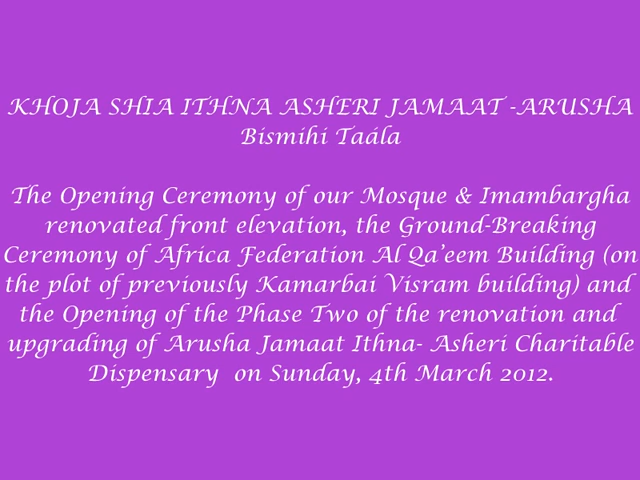 KHOJA SHIA ITHNA ASHERI JAMAAT -ARUSHA
Bismihi Taála
The Opening Ceremony of our Mosque & Imambargha
renovated front elevation, the Ground-Breaking
Ceremony of Africa Federation Al Qa’eem Building (on
the plot of previously Kamarbai Visram building) and
the Opening of the Phase Two of the renovation and
upgrading of Arusha Jamaat Ithna- Asheri Charitable
Dispensary  on Sunday, 4th March 2012.